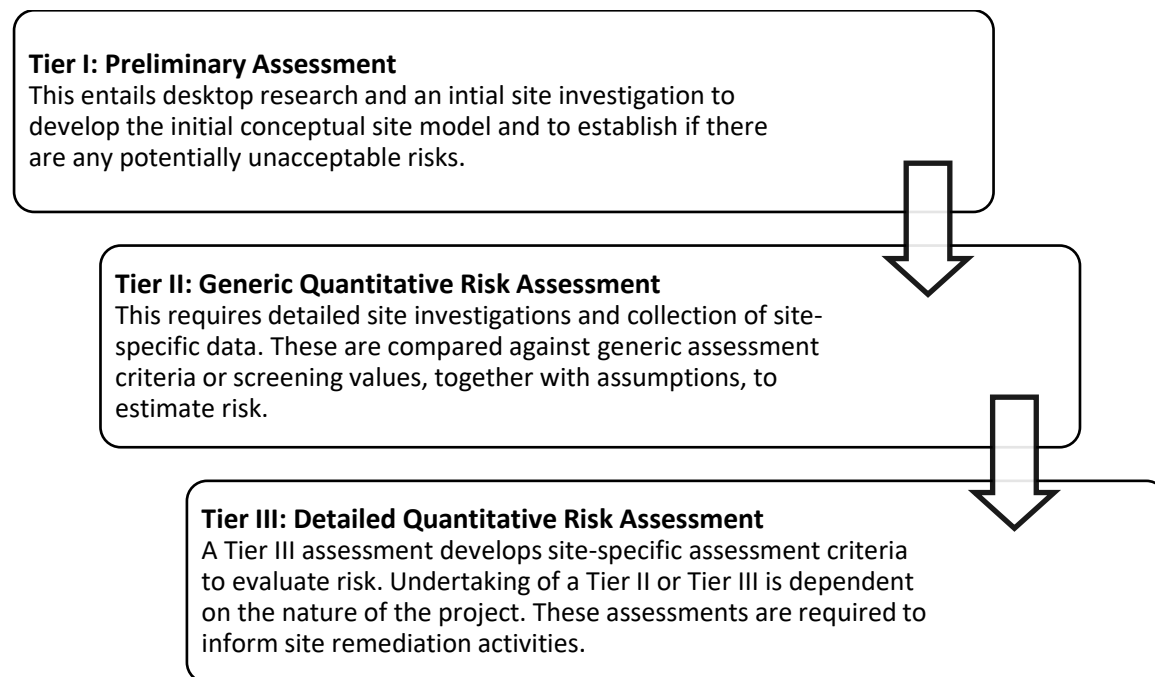 Tier I: Preliminary Assessment
This entails desktop research and an intial site investigation to
develop the initial conceptual site model and to establish if there
are any potentially unacceptable risks.
Tier II: Generic Quantitative Risk Assessment
This requires detailed site investigations and collection of site-
specific data. These are compared against generic assessment
criteria or screening values, together with assumptions, to
estimate risk.
Tier III: Detailed Quantitative Risk Assessment
A Tier III assessment develops site-specific assessment criteria
to evaluate risk. Undertaking of a Tier II or Tier III is dependent
on the nature of the project. These assessments are required to
inform site remediation activities.